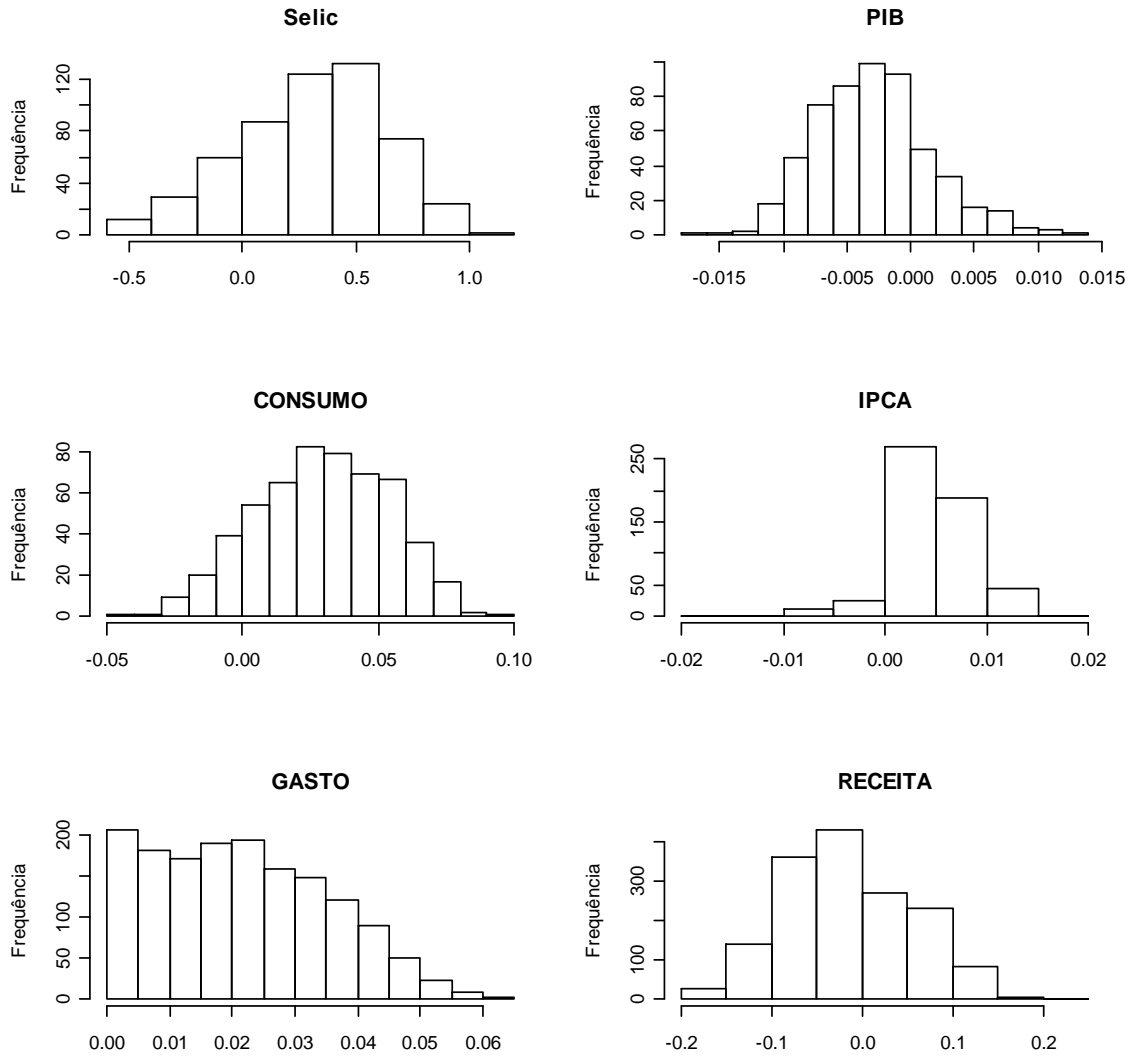 Selic
Frequência
0 40 80 120
-0.5 0.0 0.5 1.0
PIB
Frequência
0 20 40 60 80
-0.015 -0.005 0.000 0.005 0.010 0.015
CONSUMO
Frequência
0 20 40 60 80
-0.05 0.00 0.05 0.10
IPCA
Frequência
0 50 150 250
-0.02 -0.01 0.00 0.01 0.02
GASTO
Frequência
0 50 100 200
0.00 0.01 0.02 0.03 0.04 0.05 0.06
RECEITA
Frequência
0 100 300
-0.2 -0.1 0.0 0.1 0.2